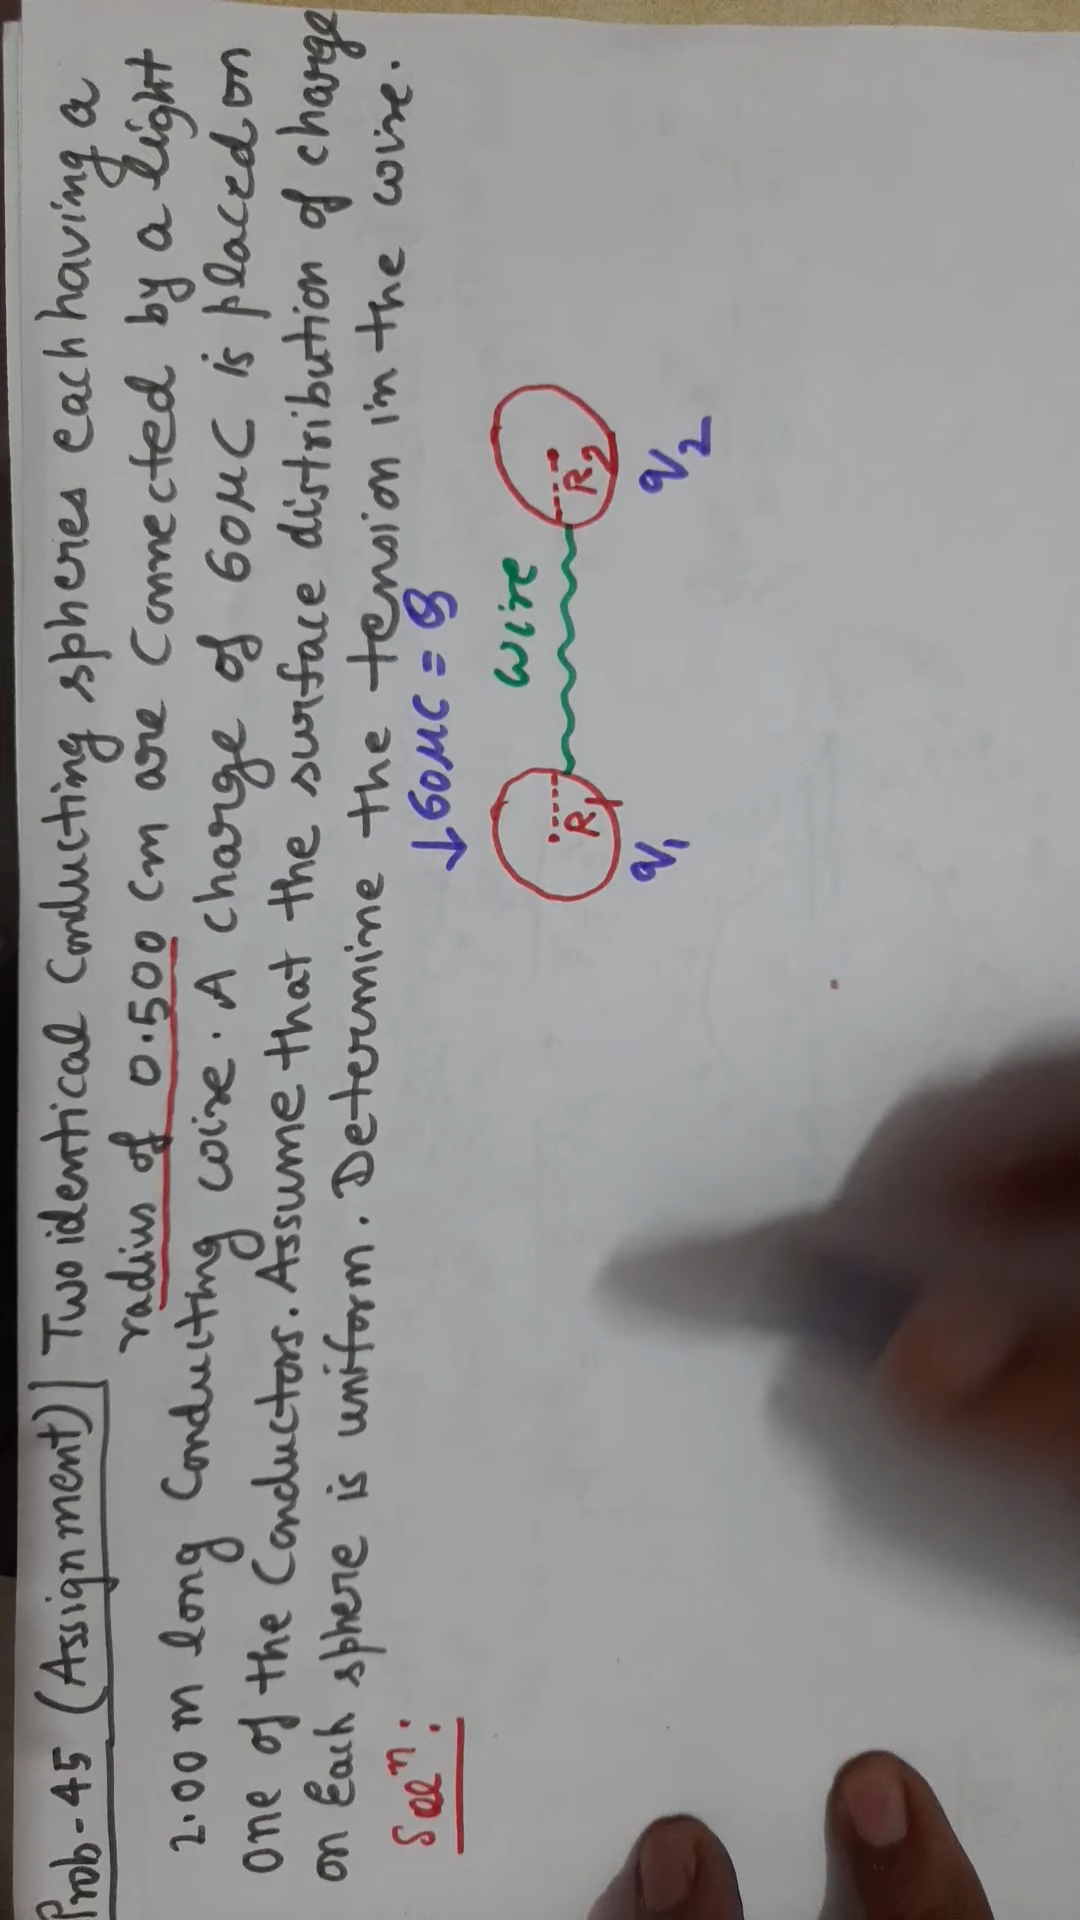 Prob-45 (Assignment)| Two identical Conducting spheres each having a
radius of 0.500 cm are Connected by a light
2.00 m long Conducting wire. A charge of 60μC is placed on
one of the Conductors. Assume that the surface distribution of charge
on Each sphere is uniform. Determine the tension in the wire.
Solⁿ:
↓60μC = Q
wire
R₁
R₂
q₁
q₂